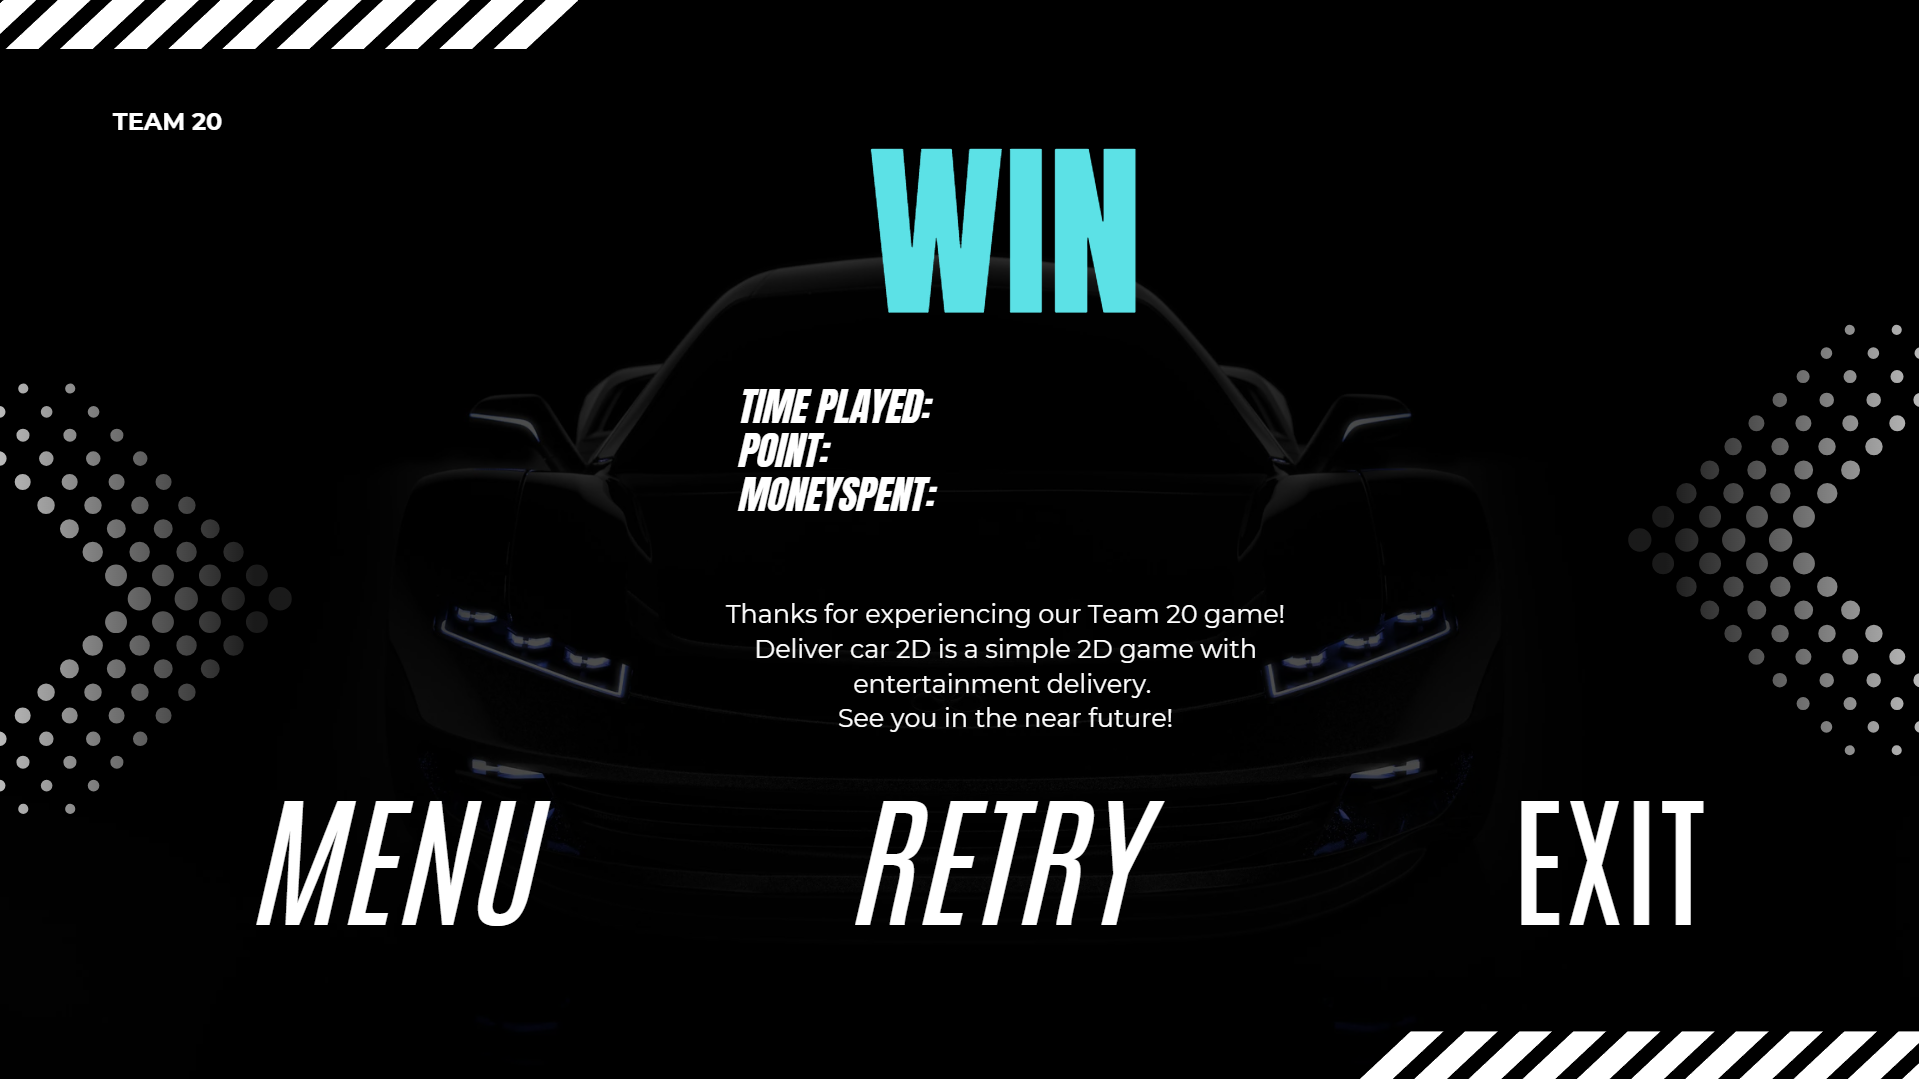 TEAM 20
WIN
TIME PLAYED:
POINT:
MONEYSPENT:
Thanks for experiencing our Team 20 game!
Deliver car 2D is a simple 2D game with
entertainment delivery.
See you in the near future!
MENU
RETRY
EXIT